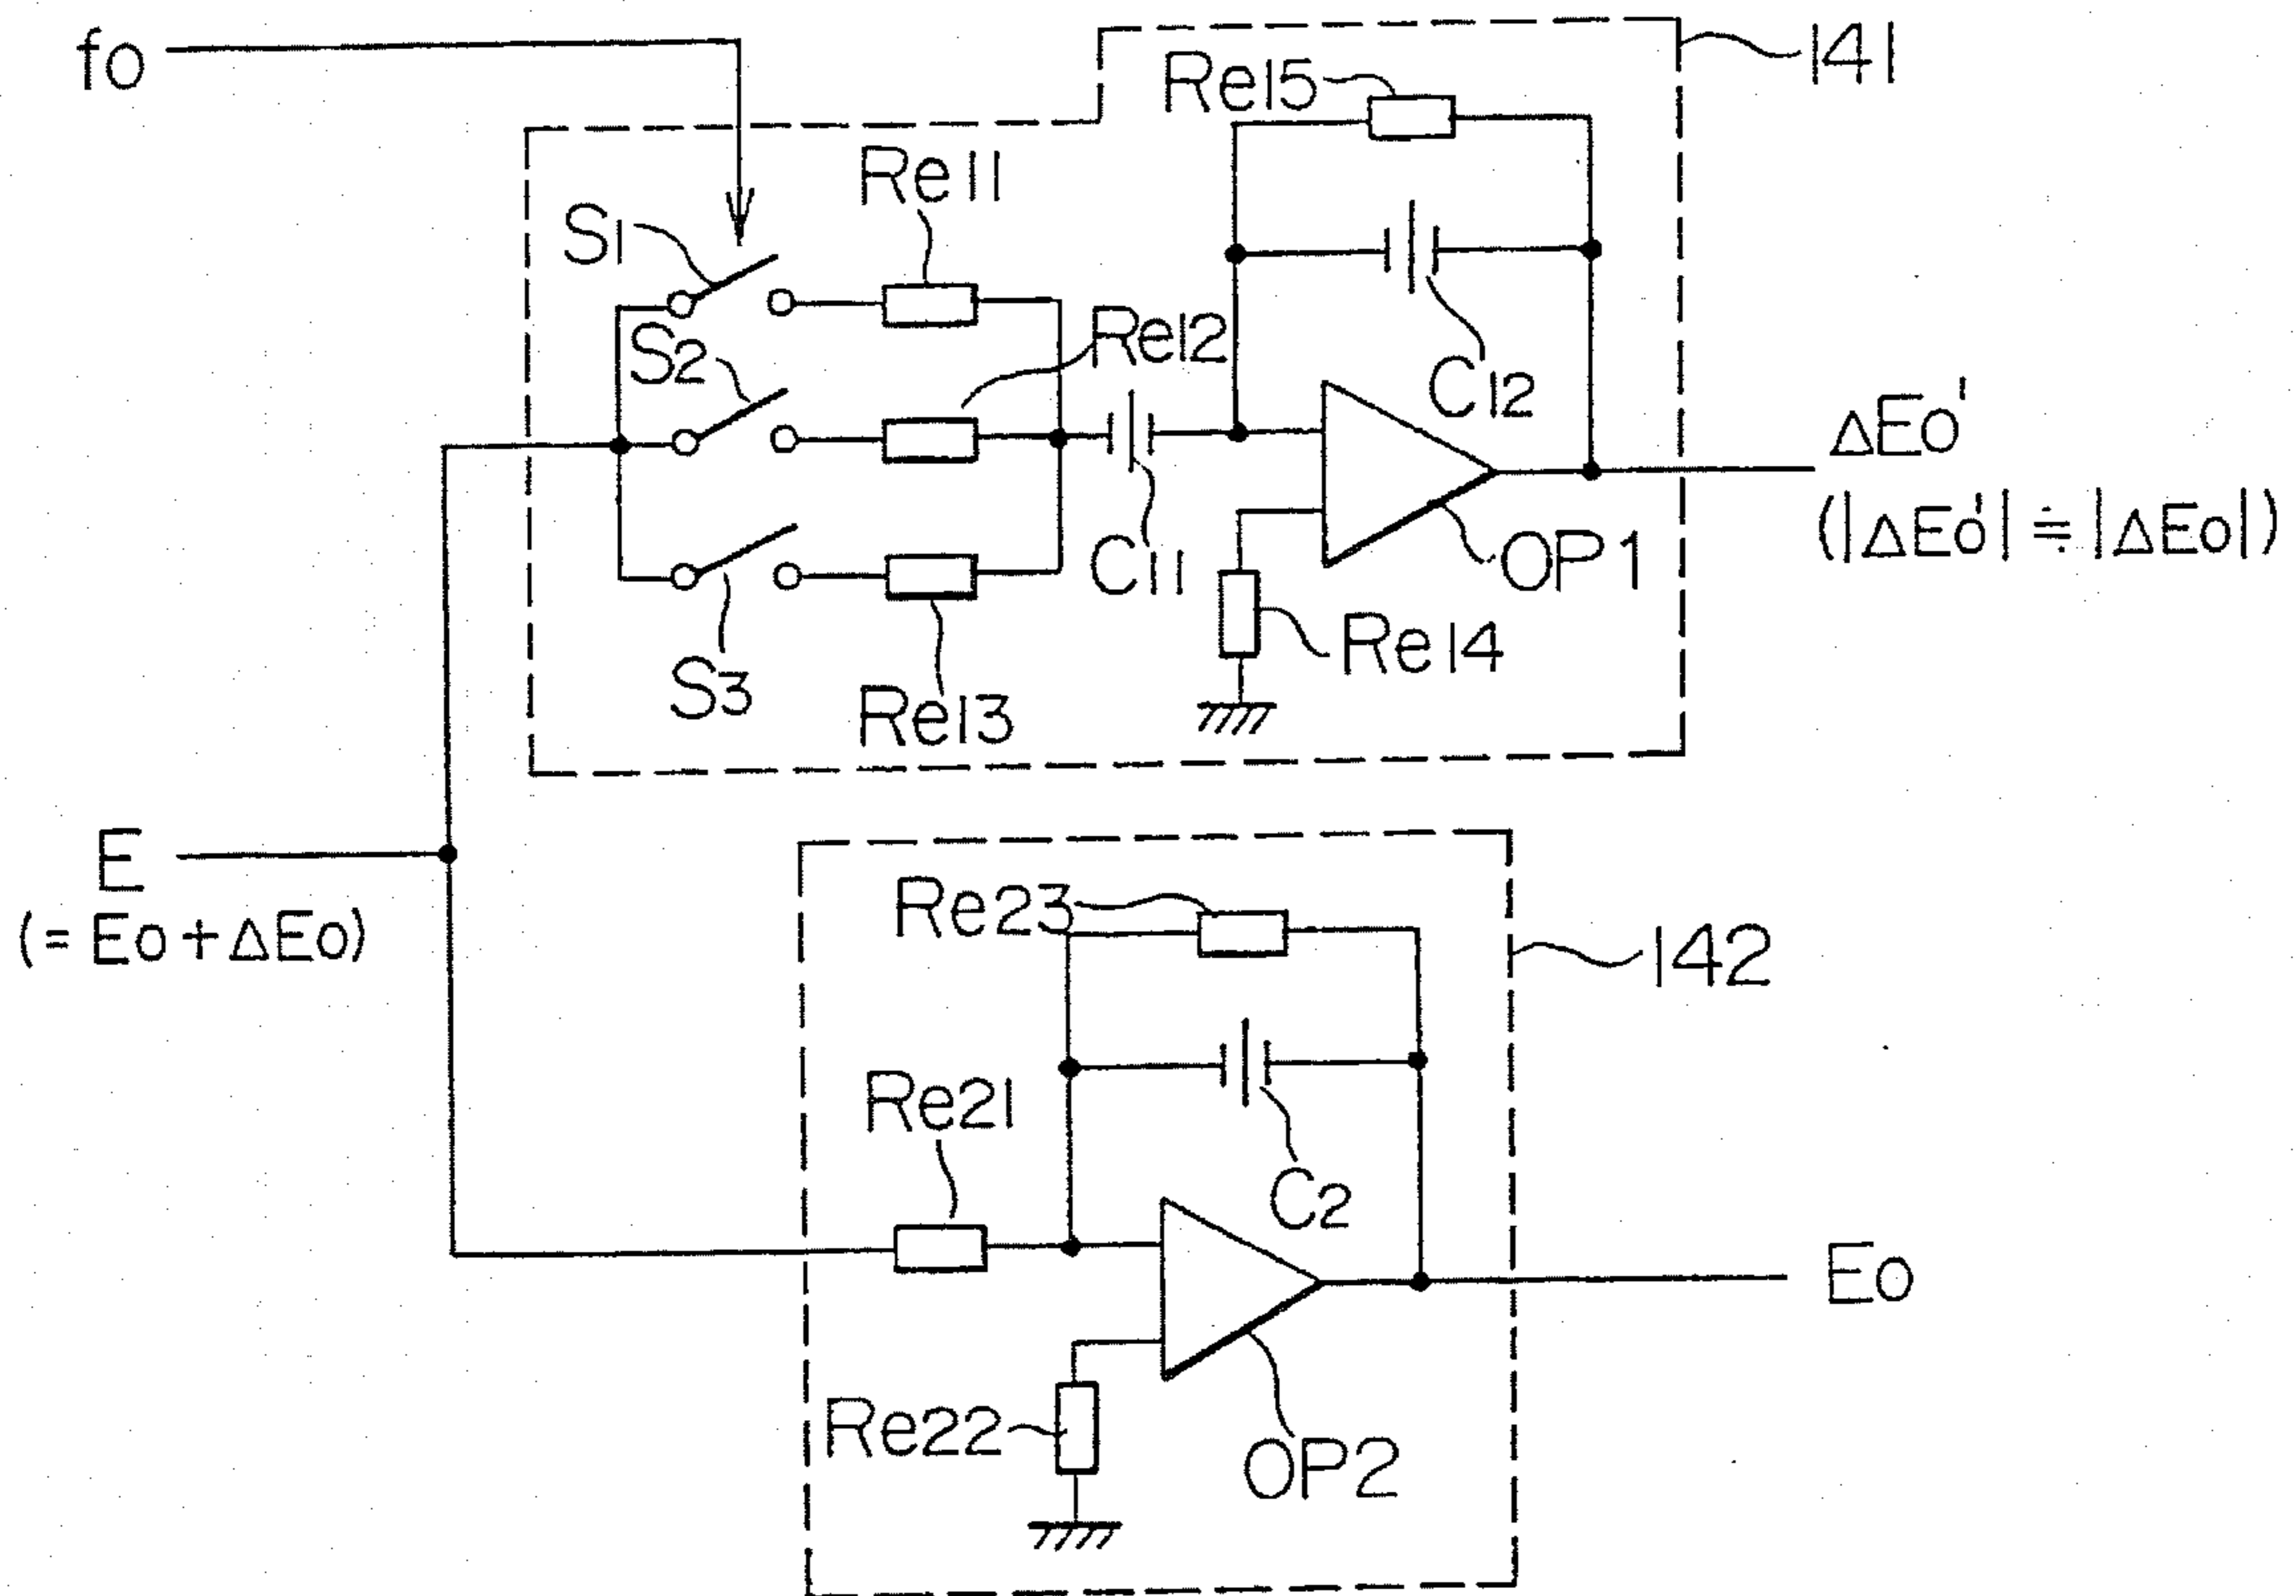 fo
141
Re15
Re11
S1
S2
Re12
C12
ΔEo'
(|ΔEo'| ≒ |ΔEo|)
C11
OP1
Re14
S3
Re13
E
(= Eo + ΔEo)
Re23
142
Re21
C2
Eo
Re22
OP2